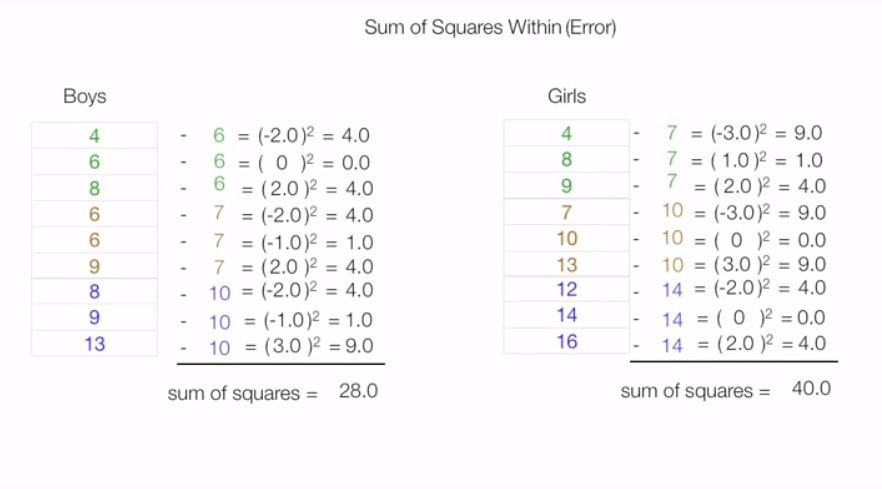 Sum of Squares Within (Error)
Boys
4 - 6 = (-2.0)² = 4.0
6 - 6 = ( 0 )² = 0.0
8 - 6 = (2.0 )² = 4.0
6 - 7 = (-2.0)² = 4.0
6 - 7 = (-1.0)² = 1.0
9 - 7 = (2.0 )² = 4.0
8 - 10 = (-2.0)² = 4.0
9 - 10 = (-1.0)² = 1.0
13 - 10 = (3.0 )² = 9.0
sum of squares = 28.0
Girls
4 - 7 = (-3.0)² = 9.0
8 - 7 = ( 1.0 )² = 1.0
9 - 7 = (2.0 )² = 4.0
7 - 10 = (-3.0)² = 9.0
10 - 10 = ( 0 )² = 0.0
13 - 10 = (3.0 )² = 9.0
12 - 14 = (-2.0)² = 4.0
14 - 14 = ( 0 )² = 0.0
16 - 14 = (2.0 )² = 4.0
sum of squares = 40.0